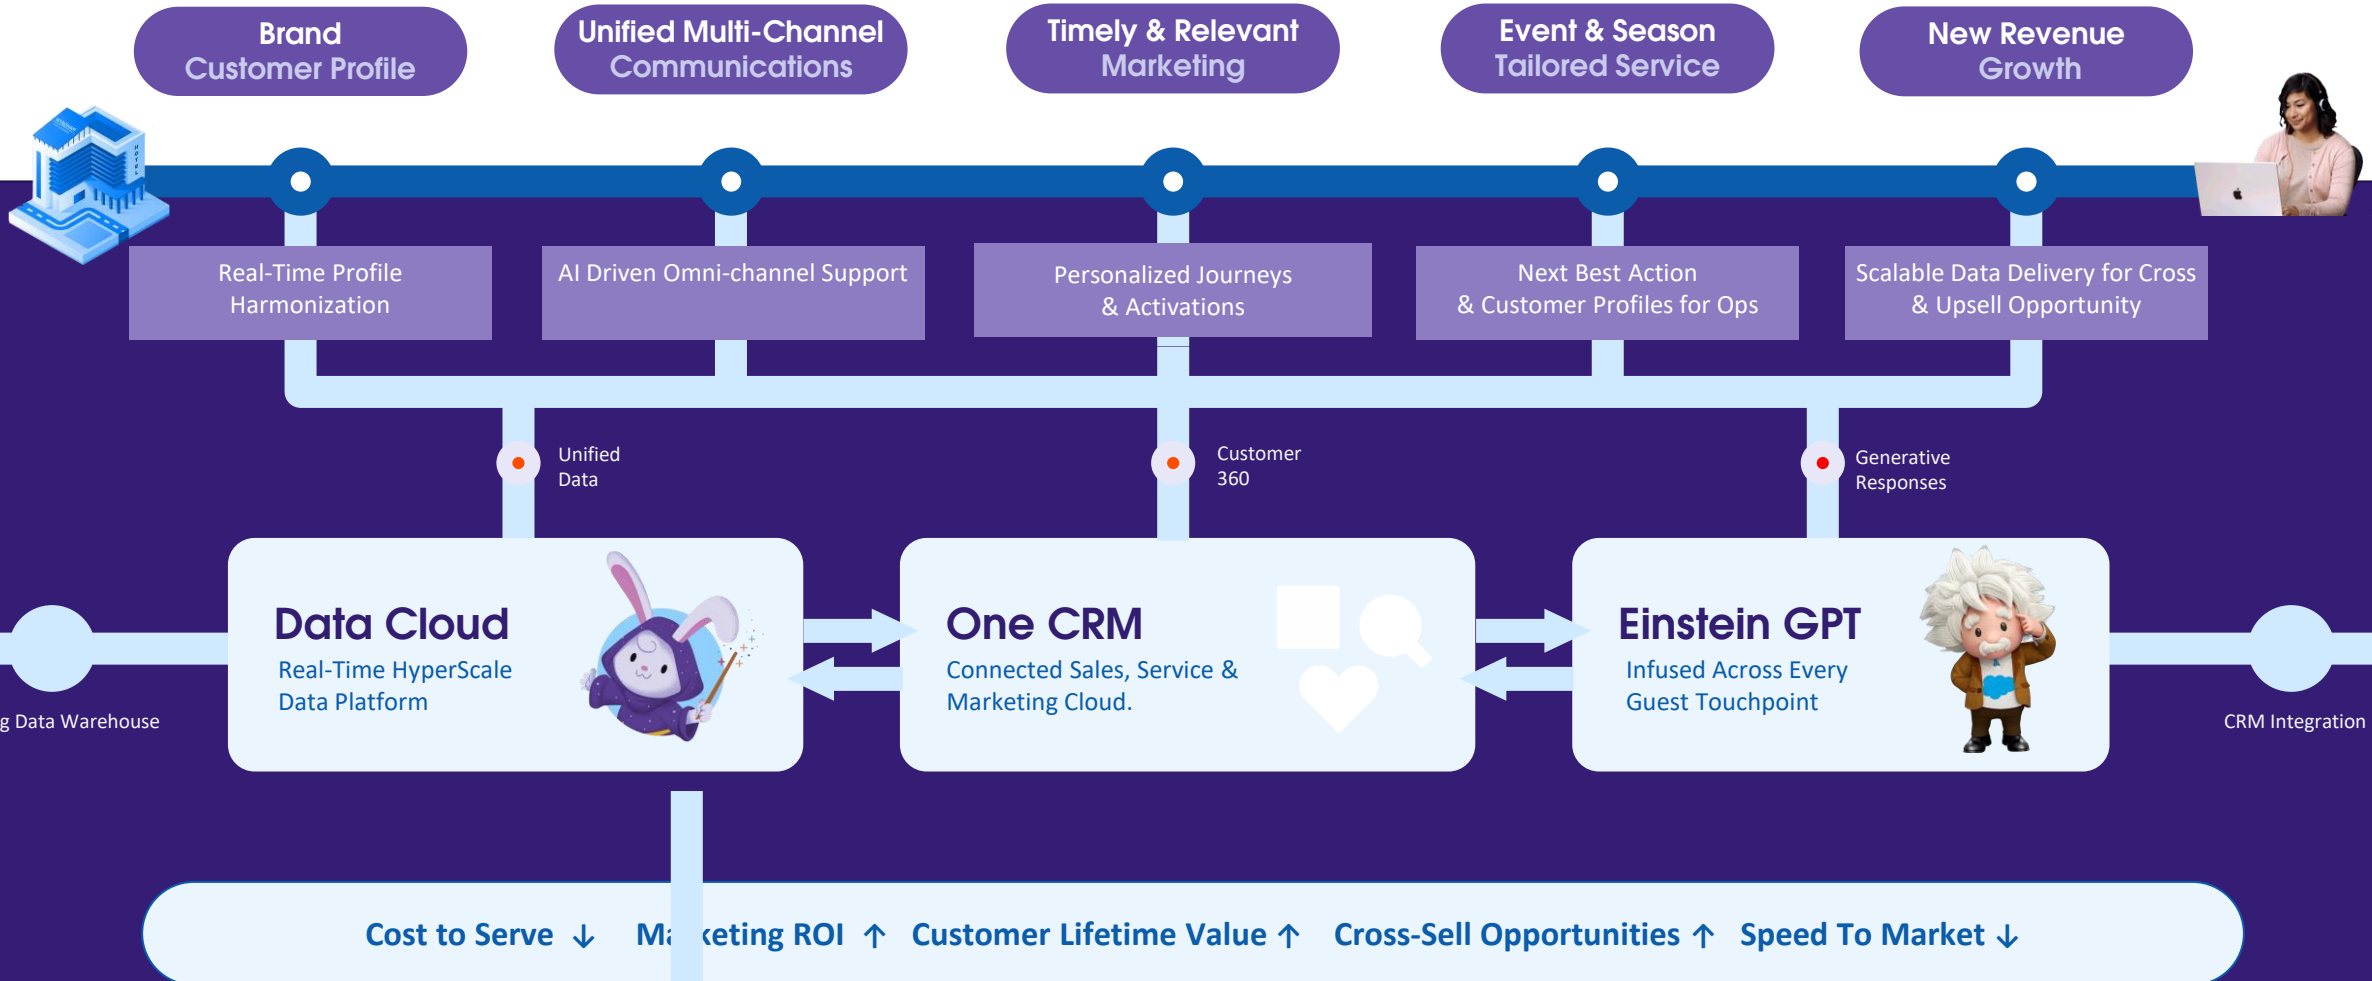 Brand
Customer Profile
Unified Multi-Channel
Communications
Timely & Relevant
Marketing
Event & Season
Tailored Service
New Revenue
Growth
HOTEL
Real-Time Profile
Harmonization
AI Driven Omni-channel Support
Personalized Journeys
& Activations
Next Best Action
& Customer Profiles for Ops
Scalable Data Delivery for Cross
& Upsell Opportunity
Unified
Data
Customer
360
Generative
Responses
Data Cloud
Real-Time HyperScale
Data Platform
One CRM
Connected Sales, Service &
Marketing Cloud.
Einstein GPT
Infused Across Every
Guest Touchpoint
g Data Warehouse
CRM Integration
Cost to Serve ↓ Marketing ROI ↑ Customer Lifetime Value ↑ Cross-Sell Opportunities ↑ Speed To Market ↓